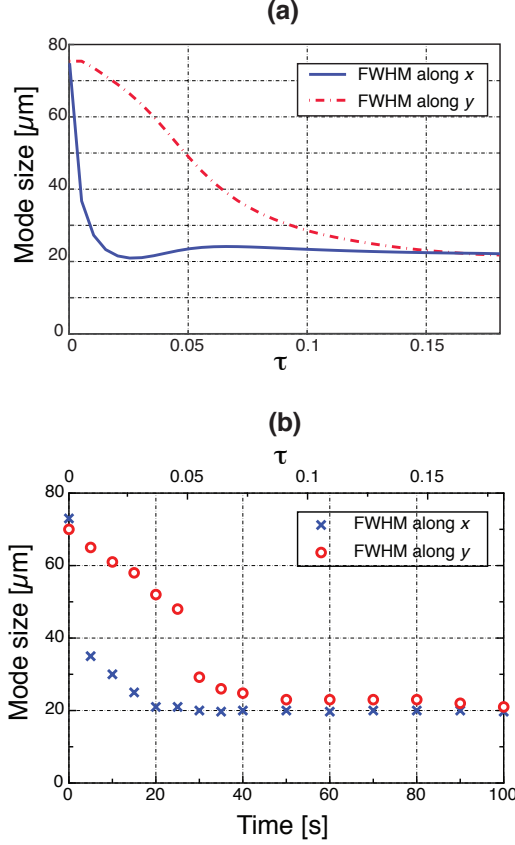 (a)
Mode size [μm]
80
60
40
20
0
FWHM along x
FWHM along y
0 0.05 0.1 0.15
τ
(b)
τ
0 0.05 0.1 0.15
Mode size [μm]
80
60
40
20
0
FWHM along x
FWHM along y
0 20 40 60 80 100
Time [s]